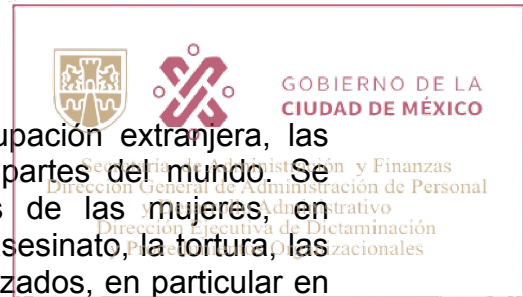 GOBIERNO DE LA
CIUDAD DE MÉXICO
upación extranjera, las
Secretaría de Administración y Finanzas
partes del mundo. Se
Dirección General de Administración de Personal
s de las mujeres, en
y Desarrollo Administrativo
Dirección Ejecutiva de Dictaminación
sesinato, la tortura, las
y Procedimientos Organizacionales
zados, en particular en